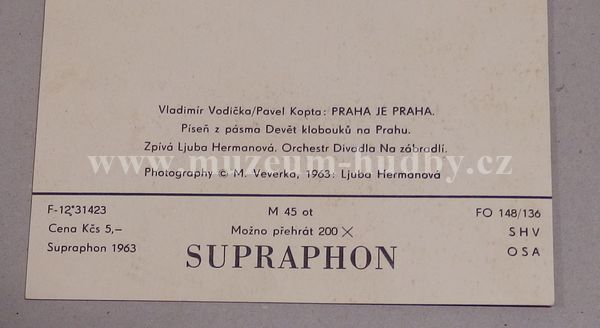 Vladimír Vodička/Pavel Kopta: PRAHA JE PRAHA.
Píseň z pásma Devět klobouků na Prahu.
Zpívá Ljuba Hermanová. Orchestr Divadla Na zábradlí.
www.muzeum-hudby.cz
Photography © M. Veverka, 1963: Ljuba Hermanová
F-12*31423 M 45 ot FO 148/136
Cena Kčs 5,– Možno přehrát 200 X SHV
Supraphon 1963 SUPRAPHON OSA